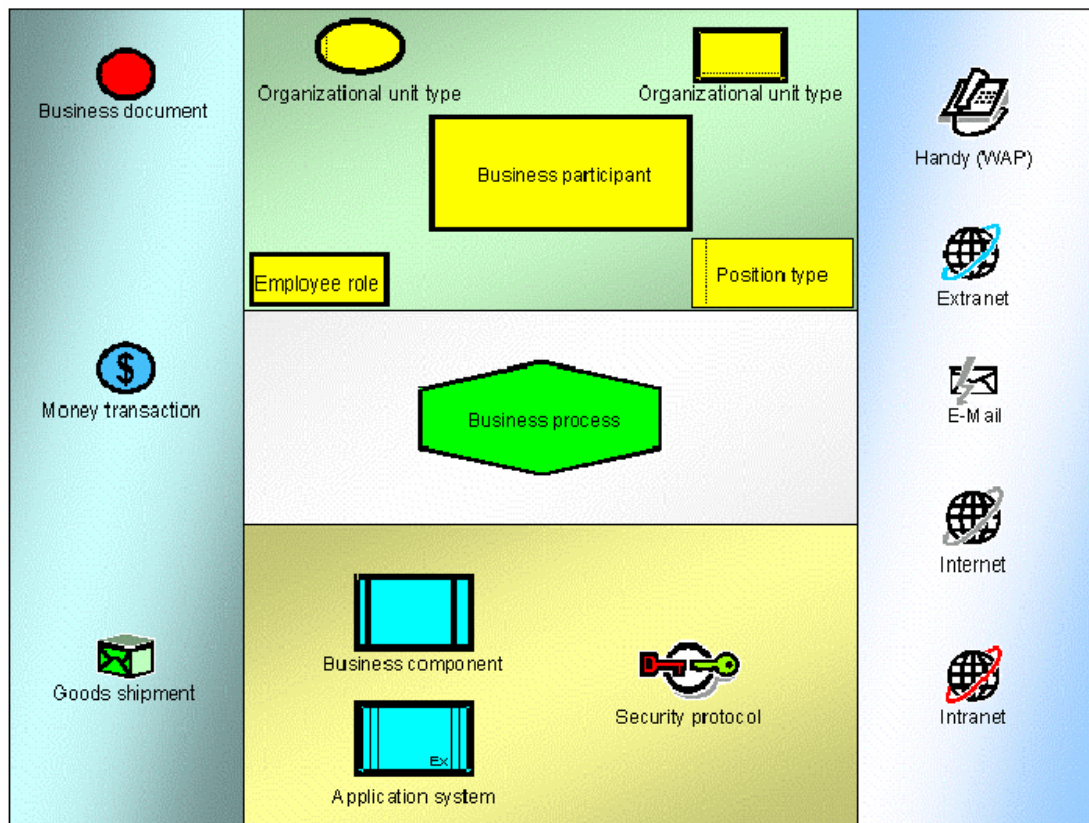 Business document
Money transaction
Goods shipment
Organizational unit type
Organizational unit type
Business participant
Employee role
Position type
Business process
Business component
Ex
Application system
Security protocol
Handy (WAP)
Extranet
E-Mail
Internet
Intranet
$